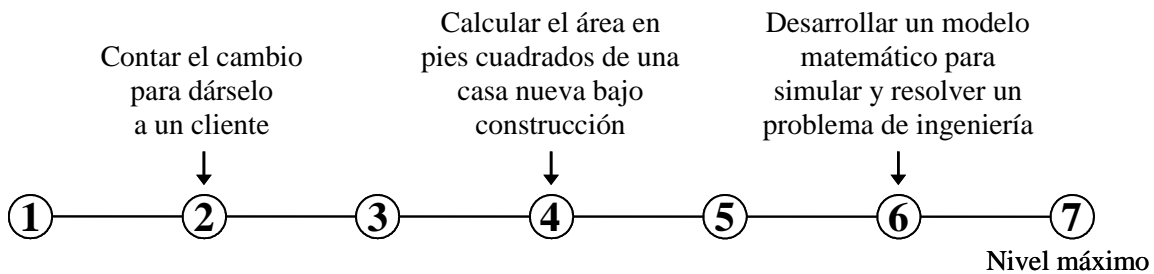 Contar el cambio
para dárselo
a un cliente
Calcular el área en
pies cuadrados de una
casa nueva bajo
construcción
Desarrollar un modelo
matemático para
simular y resolver un
problema de ingeniería
1 2 3 4 5 6 7
Nivel máximo